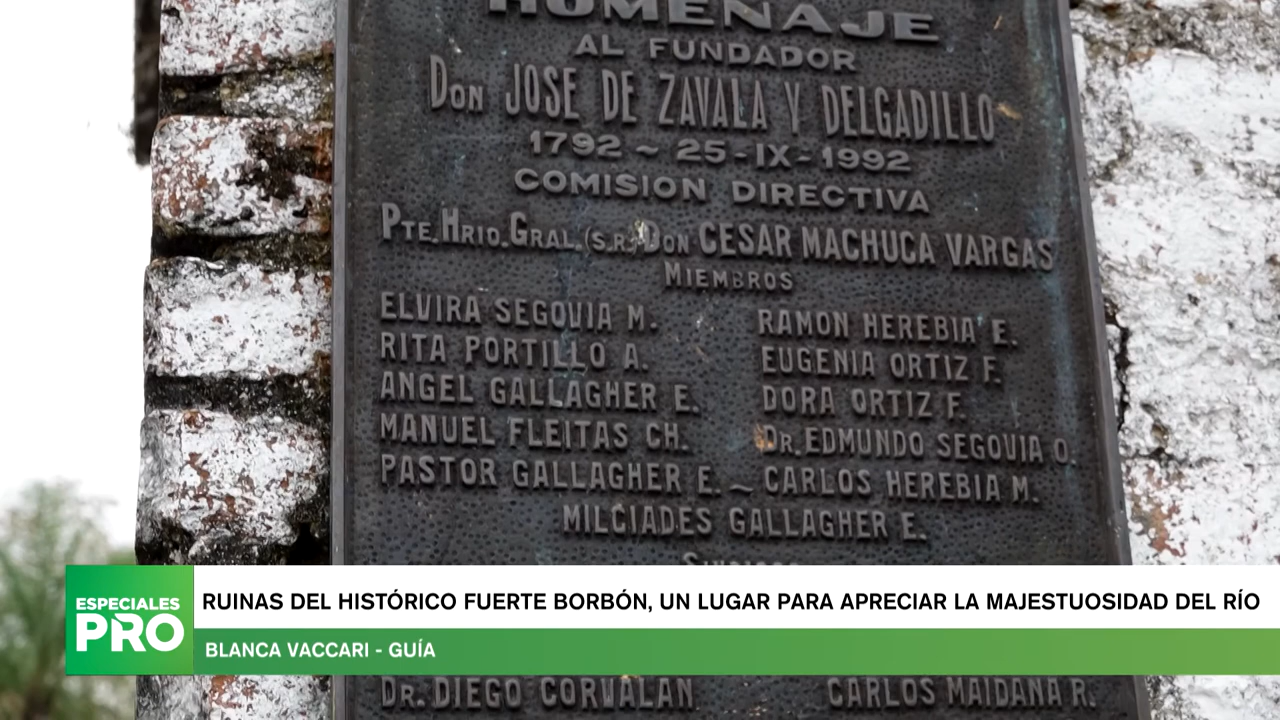 HOMENAJE
AL FUNDADOR
DON JOSE DE ZAVALA Y DELGADILLO
1792 ~ 25-IX-1992
COMISION DIRECTIVA
PTE. HRIO. GRAL. (S.R.) DON CESAR MACHUCA VARGAS
MIEMBROS
ELVIRA SEGOVIA M. RAMON HEREBIA E.
RITA PORTILLO A. EUGENIA ORTIZ F.
ANGEL GALLAGHER E. DORA ORTIZ F.
MANUEL FLEITAS CH. DR. EDMUNDO SEGOVIA O.
PASTOR GALLAGHER E. ~ CARLOS HEREBIA M.
MILCIADES GALLAGHER E.
ESPECIALES
PRO
RUINAS DEL HISTÓRICO FUERTE BORBÓN, UN LUGAR PARA APRECIAR LA MAJESTUOSIDAD DEL RÍO
BLANCA VACCARI - GUÍA
DR. DIEGO CORVALAN CARLOS MAIDANA R.